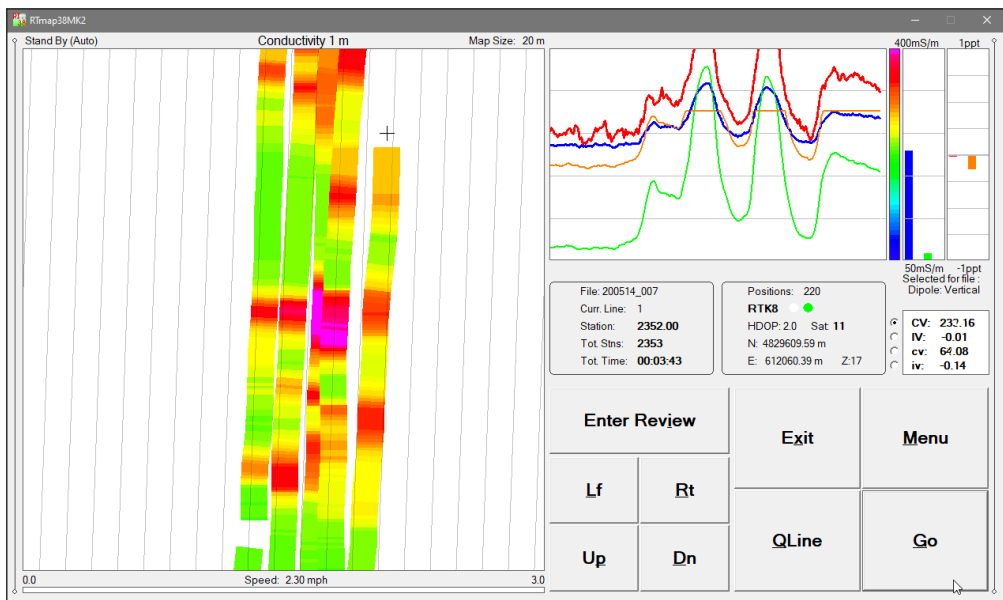 RTmap38MK2
Stand By (Auto) Conductivity 1 m Map Size: 20 m
400mS/m 1ppt
50mS/m -1ppt
Selected for file :
Dipole: Vertical
File: 200514_007
Curr. Line: 1
Station: 2352.00
Tot. Stns: 2353
Tot. Time: 00:03:43
Positions: 220
RTK8
HDOP: 2.0 Sat: 11
N: 4829609.59 m
E: 612060.39 m Z:17
CV: 232.16
IV: -0.01
cv: 64.08
iv: -0.14
Enter Review
Exit
Menu
Lf
Rt
QLine
Go
Up
Dn
0.0 Speed: 2.30 mph 3.0